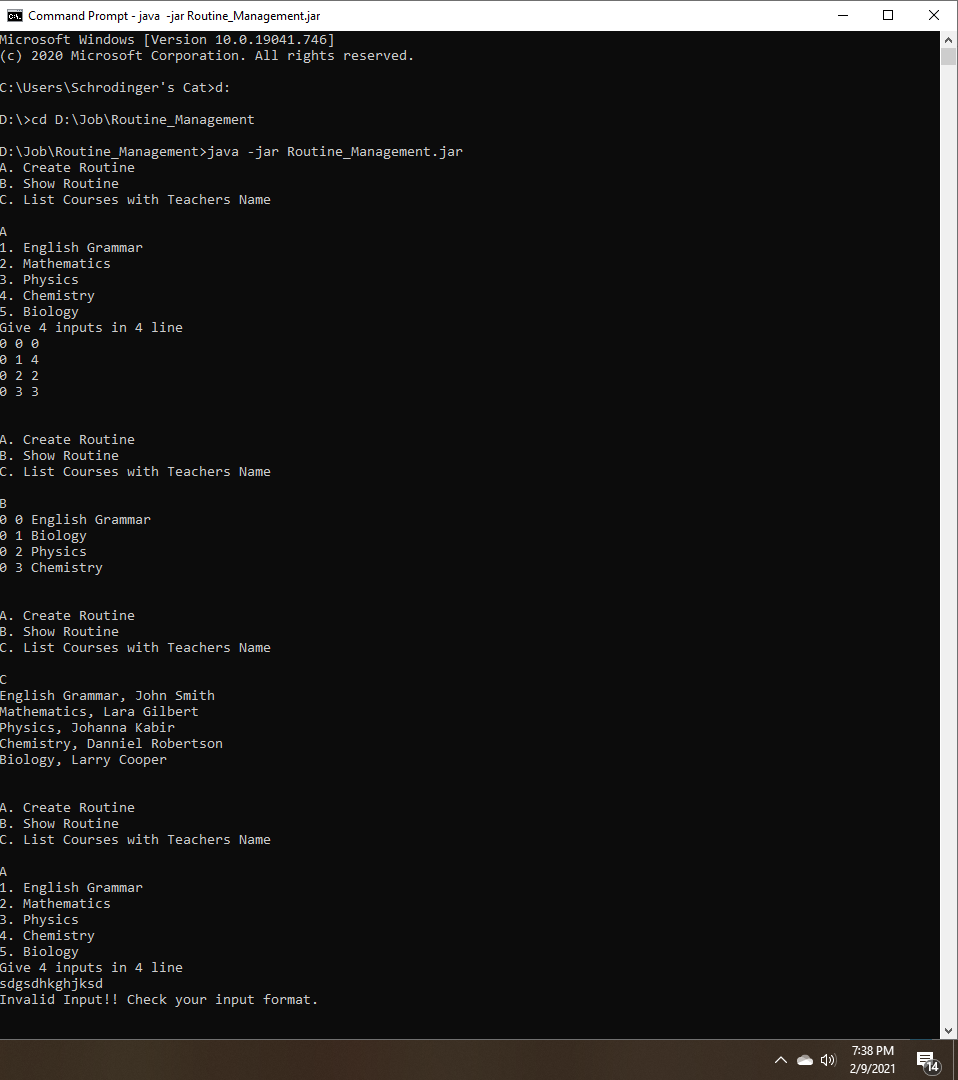 Command Prompt - java  -jar Routine_Management.jar
Microsoft Windows [Version 10.0.19041.746]
(c) 2020 Microsoft Corporation. All rights reserved.
C:\Users\Schrodinger's Cat>d:
D:\>cd D:\Job\Routine_Management
D:\Job\Routine_Management>java -jar Routine_Management.jar
A. Create Routine
B. Show Routine
C. List Courses with Teachers Name
A
1. English Grammar
2. Mathematics
3. Physics
4. Chemistry
5. Biology
Give 4 inputs in 4 line
0 0 0
0 1 4
0 2 2
0 3 3
A. Create Routine
B. Show Routine
C. List Courses with Teachers Name
B
0 0 English Grammar
0 1 Biology
0 2 Physics
0 3 Chemistry
A. Create Routine
B. Show Routine
C. List Courses with Teachers Name
C
English Grammar, John Smith
Mathematics, Lara Gilbert
Physics, Johanna Kabir
Chemistry, Danniel Robertson
Biology, Larry Cooper
A. Create Routine
B. Show Routine
C. List Courses with Teachers Name
A
1. English Grammar
2. Mathematics
3. Physics
4. Chemistry
5. Biology
Give 4 inputs in 4 line
sdgsdhkghjksd
Invalid Input!! Check your input format.
7:38 PM
2/9/2021
14